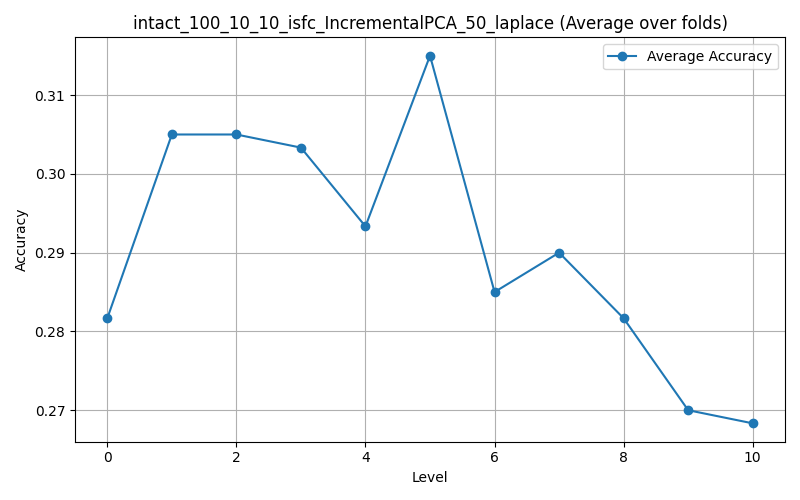 intact_100_10_10_isfc_IncrementalPCA_50_laplace (Average over folds)
Average Accuracy
0.31
0.30
0.29
0.28
0.27
Accuracy
0 2 4 6 8 10
Level